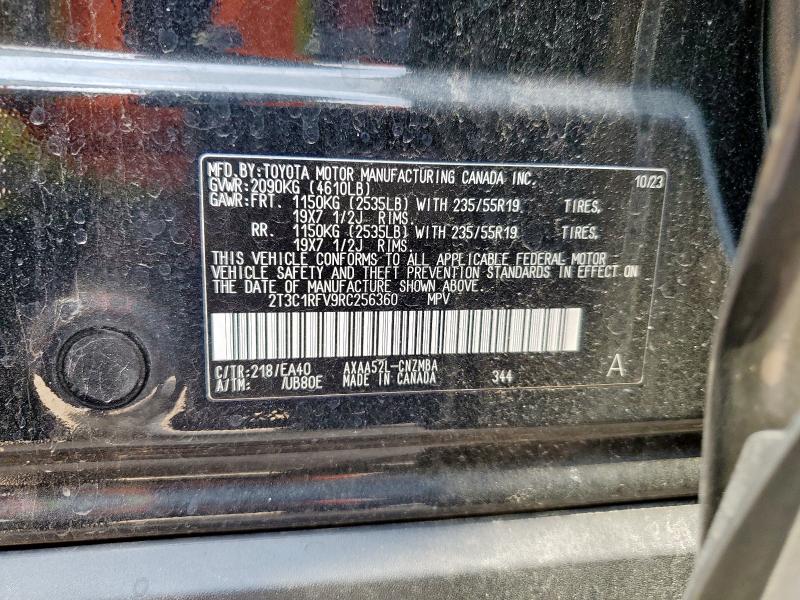 MFD.BY:TOYOTA MOTOR MANUFACTURING CANADA INC. 10/23
GVWR:2090KG (4610LB)
GAWR:FRT. 1150KG (2535LB) WITH 235/55R19 TIRES,
19X7 1/2J RIMS.
RR. 1150KG (2535LB) WITH 235/55R19 TIRES,
19X7 1/2J RIMS.
THIS VEHICLE CONFORMS TO ALL APPLICABLE FEDERAL MOTOR
VEHICLE SAFETY AND THEFT PREVENTION STANDARDS IN EFFECT ON
THE DATE OF MANUFACTURE SHOWN ABOVE.
2T3C1RFV9RC256360 MPV
C/TR:218/EA40 AXAA52L-CNZMBA
A/TM: /UB80E MADE IN CANADA 344 A